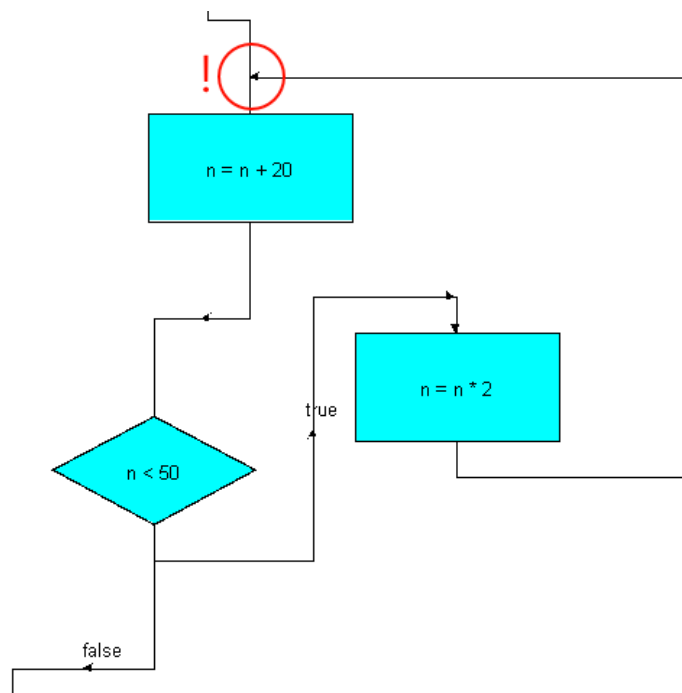 !
n = n + 20
n = n * 2
true
n < 50
false